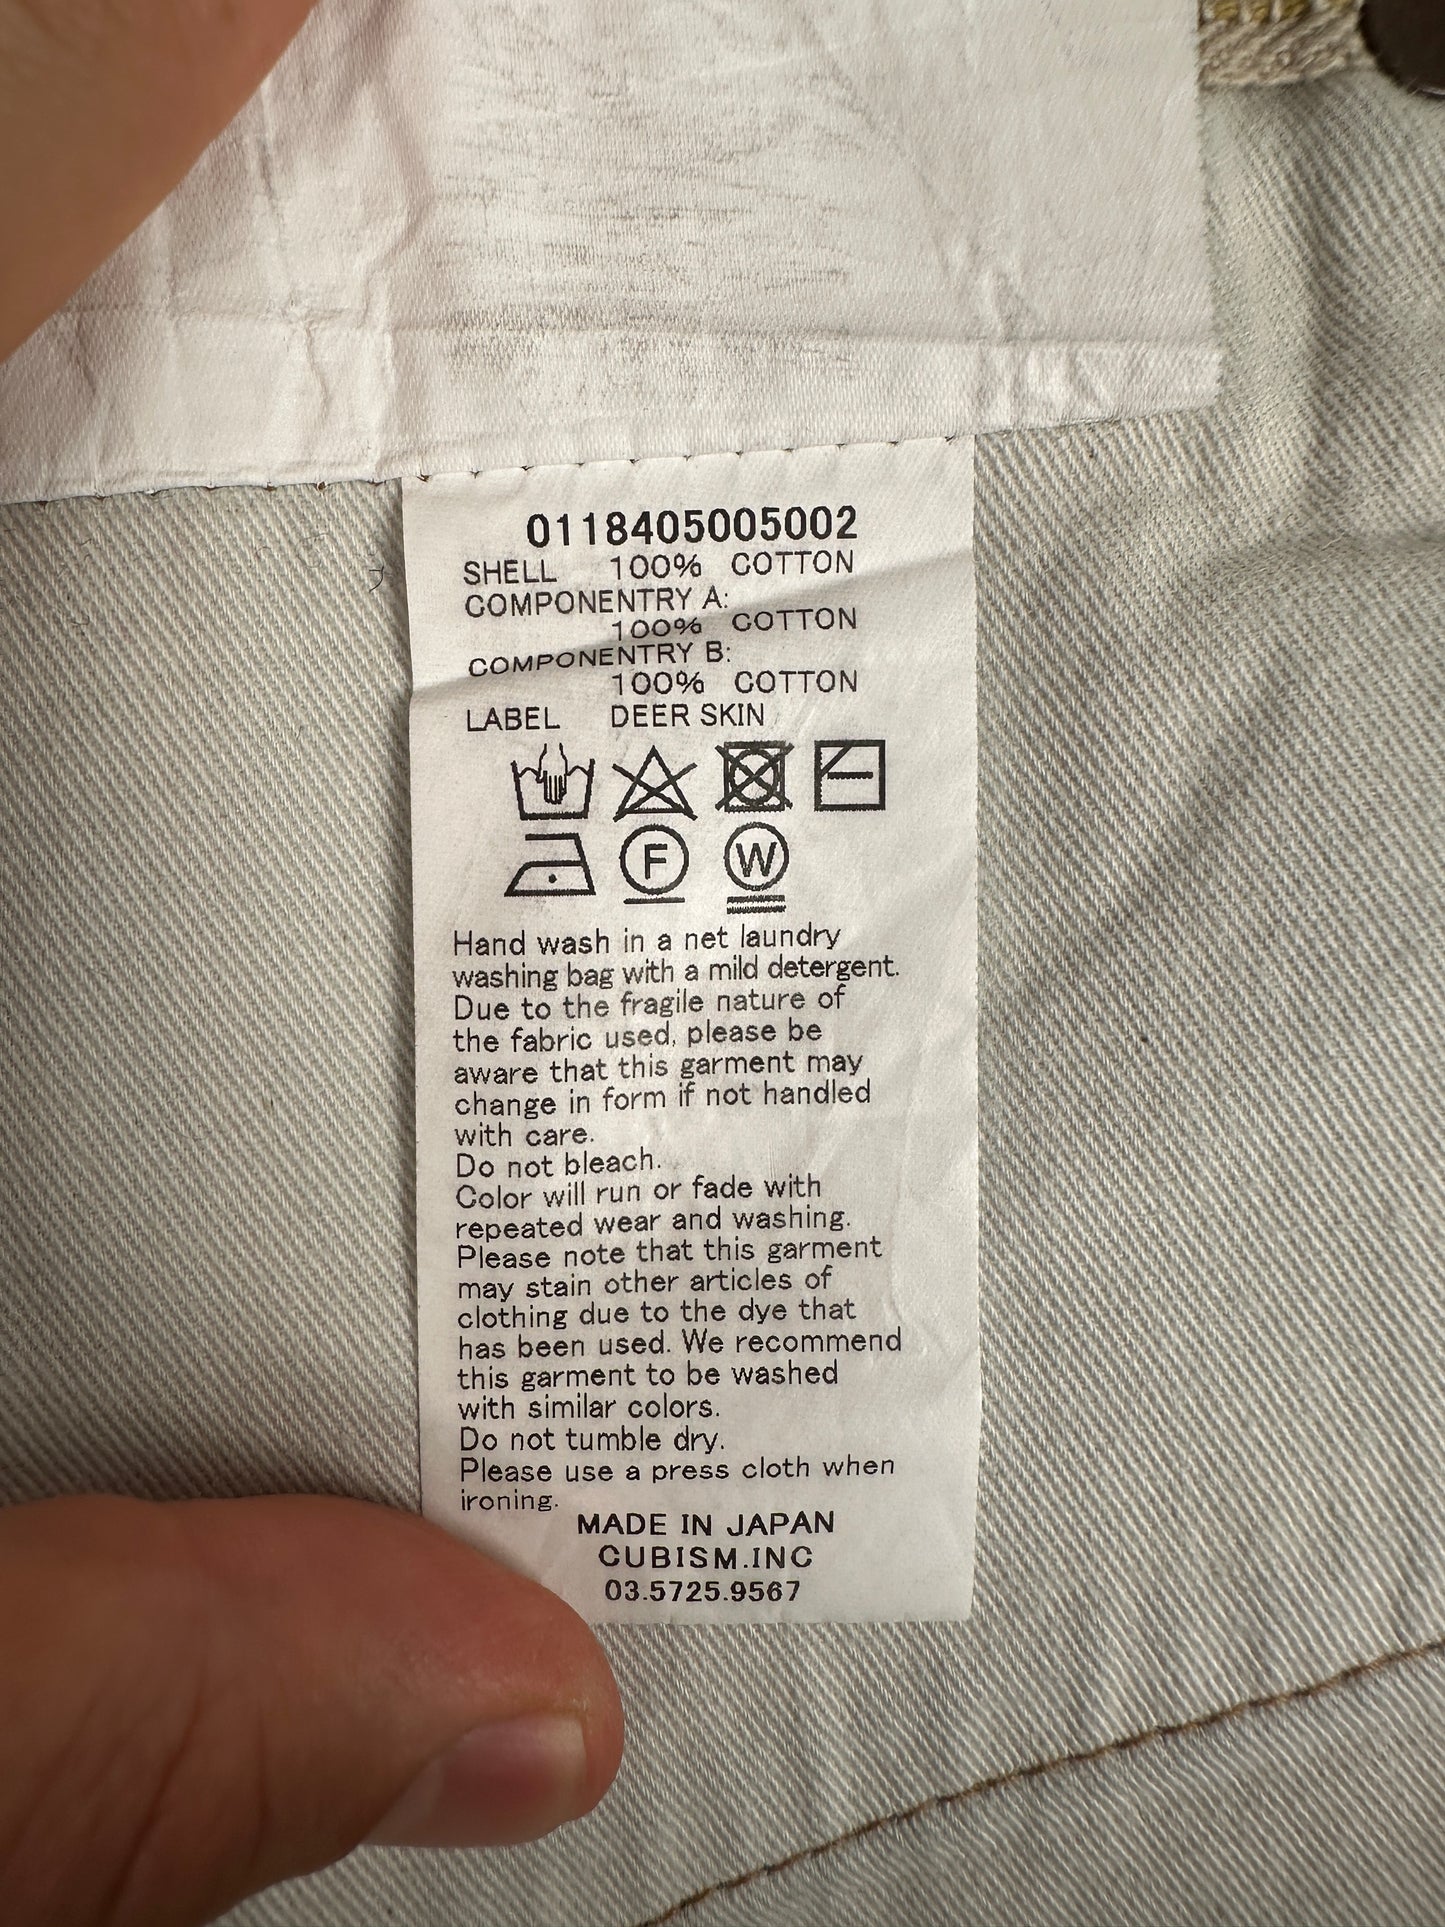 0118405005002
SHELL 100% COTTON
COMPONENTRY A:
100% COTTON
COMPONENTRY B:
100% COTTON
LABEL DEER SKIN
F W
Hand wash in a net laundry
washing bag with a mild detergent.
Due to the fragile nature of
the fabric used, please be
aware that this garment may
change in form if not handled
with care.
Do not bleach.
Color will run or fade with
repeated wear and washing.
Please note that this garment
may stain other articles of
clothing due to the dye that
has been used. We recommend
this garment to be washed
with similar colors.
Do not tumble dry.
Please use a press cloth when
ironing.
MADE IN JAPAN
CUBISM.INC
03.5725.9567